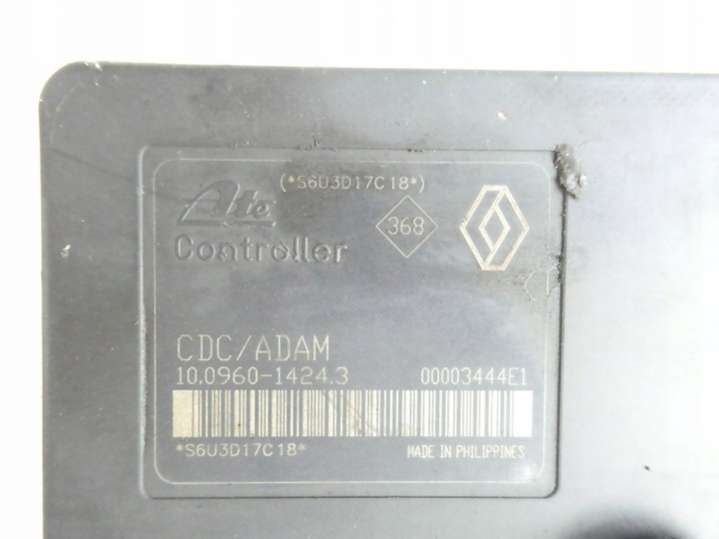 (*S6U3D17C18*)
Ate
368
Controller
CDC/ADAM
10.0960-1424.3 00003444E1
*S6U3D17C18* MADE IN PHILIPPINES